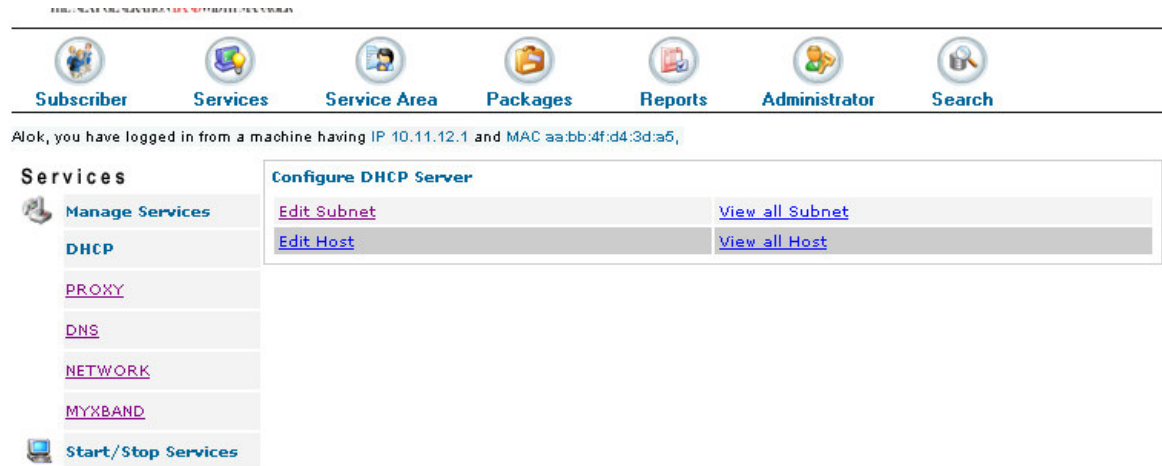 Subscriber Services Service Area Packages Reports Administrator Search
Alok, you have logged in from a machine having IP 10.11.12.1 and MAC aa:bb:4f:d4:3d:a5,
Services
Manage Services
DHCP
PROXY
DNS
NETWORK
MYXBAND
Start/Stop Services
Configure DHCP Server
Edit Subnet View all Subnet
Edit Host View all Host